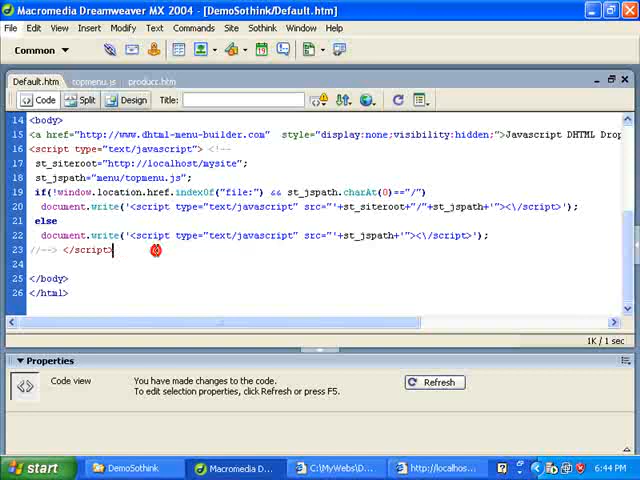 Macromedia Dreamweaver MX 2004 - [DemoSothink/Default.htm]
File Edit View Insert Modify Text Commands Site Sothink Window Help
Common
Default.htm topmenu.js product.htm
Code Split Design Title:
14 <body>
15 <a href="http://www.dhtml-menu-builder.com"  style="display:none;visibility:hidden;">Javascript DHTML Drop
16 <script type="text/javascript"> <!--
17 st_siteroot="http://localhost/mysite";
18 st_jspath="menu/topmenu.js";
19 if(!window.location.href.indexOf("file:") && st_jspath.charAt(0)=="/")
20 document.write('<script type="text/javascript" src="'+st_siteroot+"/"+st_jspath+'"><\/script>');
21 else
22 document.write('<script type="text/javascript" src="'+st_jspath+'"><\/script>');
23 //--> </script>
24
25 </body>
26 </html>
1K / 1 sec
Properties
Code view You have made changes to the code.
To edit selection properties, click Refresh or press F5.
Refresh
start DemoSothink Macromedia D... C:\MyWebs\D... http://localhos... 6:44 PM